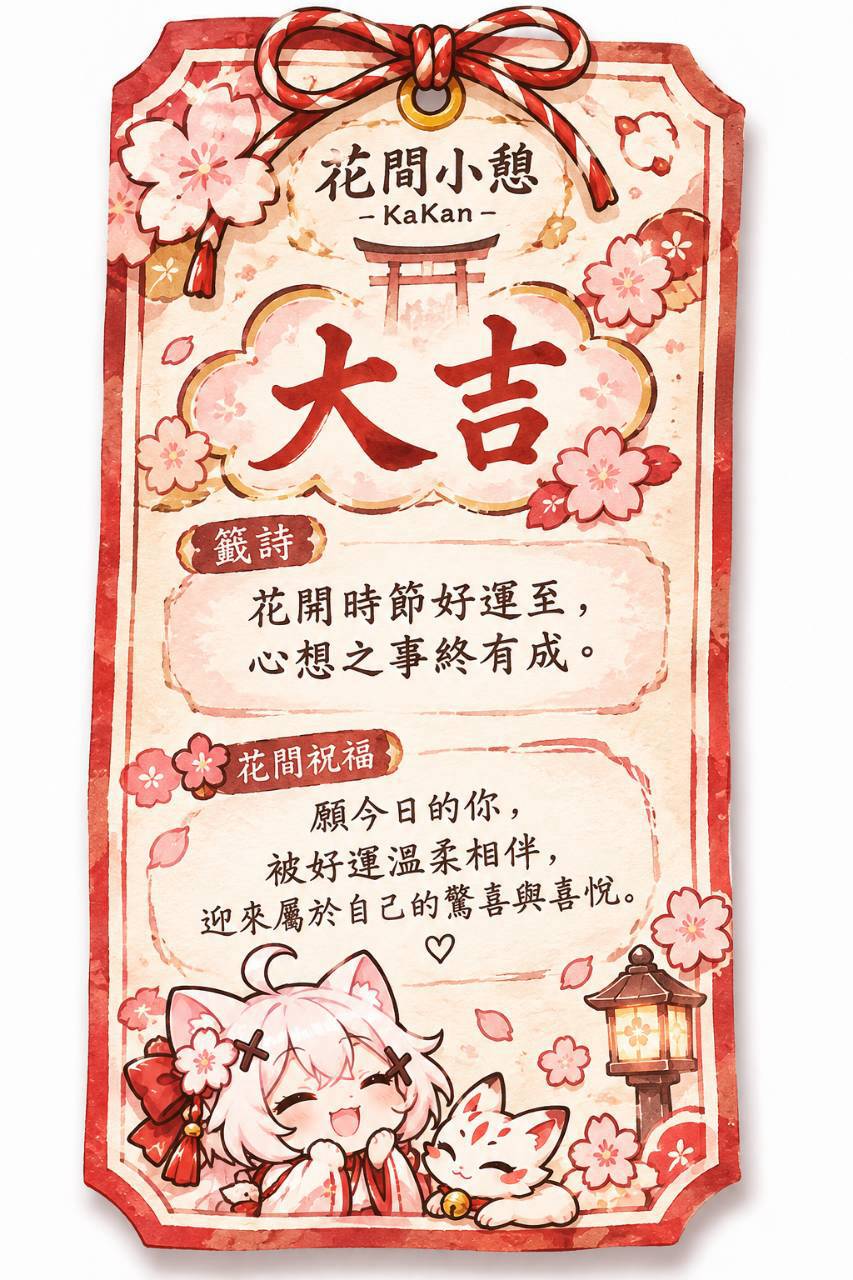 花間小憩
– KaKan –
大吉
籤詩
花開時節好運至，
心想之事終有成。
花間祝福
願今日的你，
被好運溫柔相伴，
迎來屬於自己的驚喜與喜悅。
♡